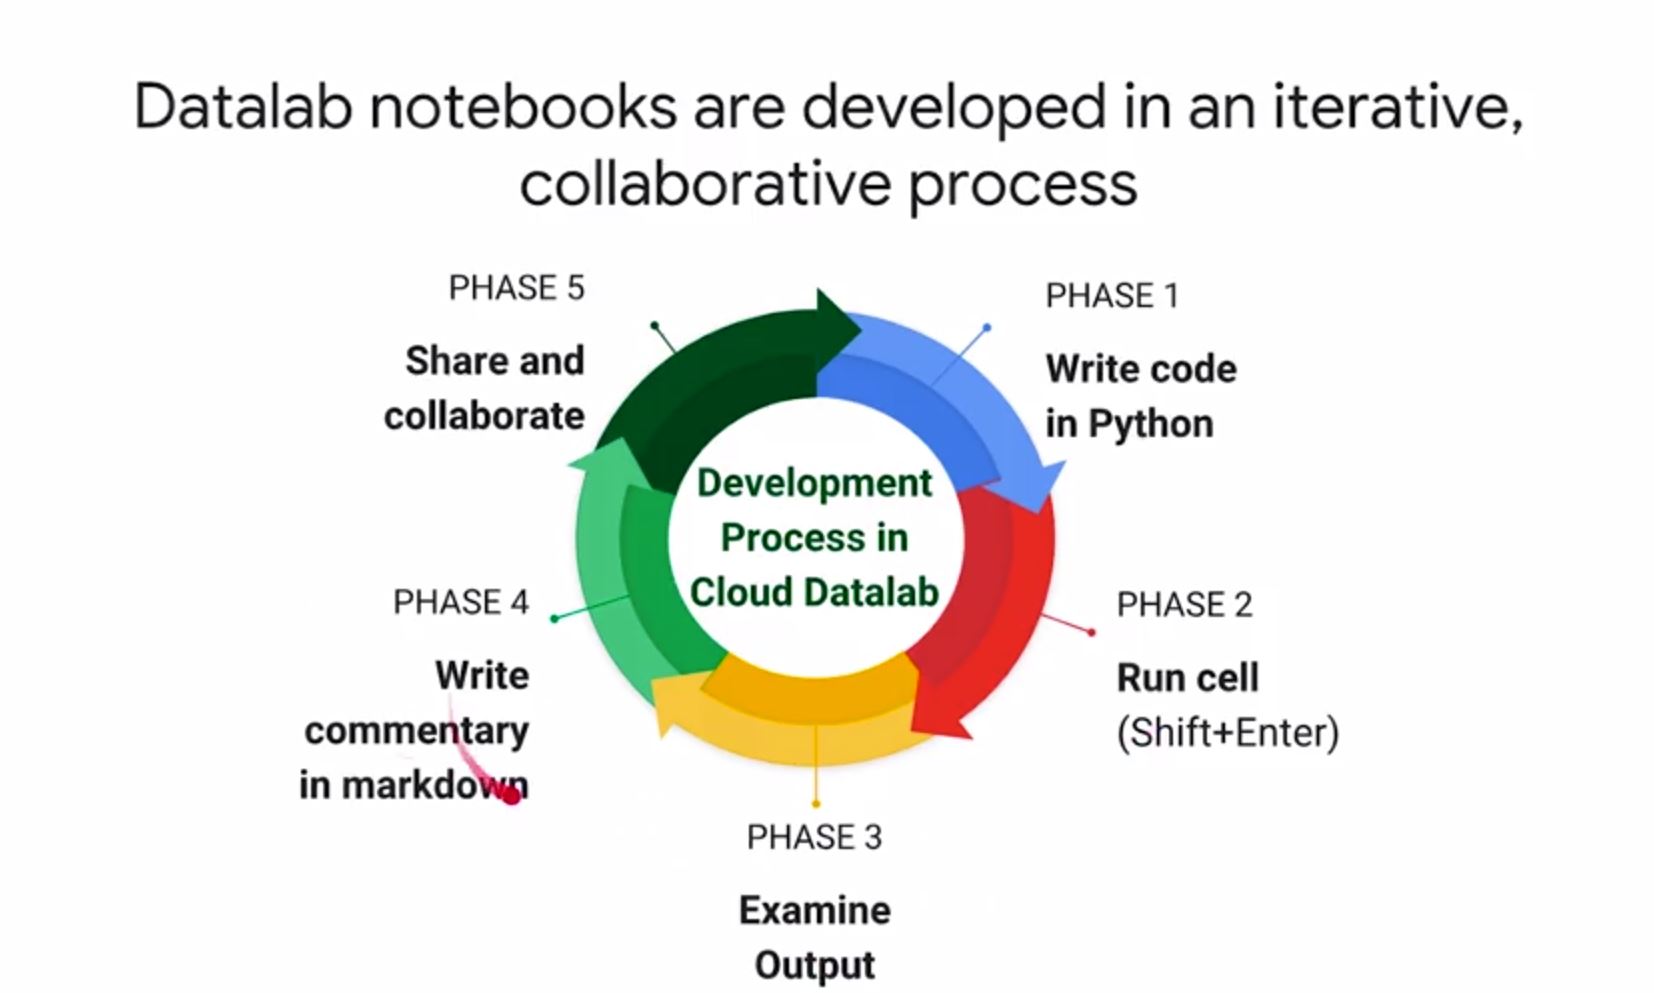 Datalab notebooks are developed in an iterative,
collaborative process
PHASE 1
Write code
in Python
PHASE 2
Run cell
(Shift+Enter)
PHASE 3
Examine
Output
PHASE 4
Write
commentary
in markdown
PHASE 5
Share and
collaborate
Development
Process in
Cloud Datalab